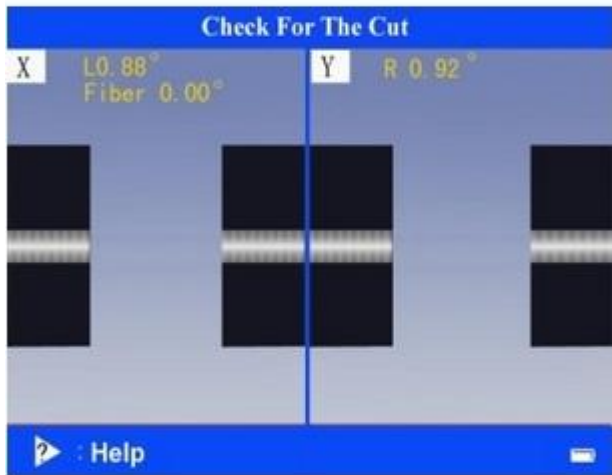 Check For The Cut
X L0.88°
Fiber 0.00°
Y R 0.92°
? : Help